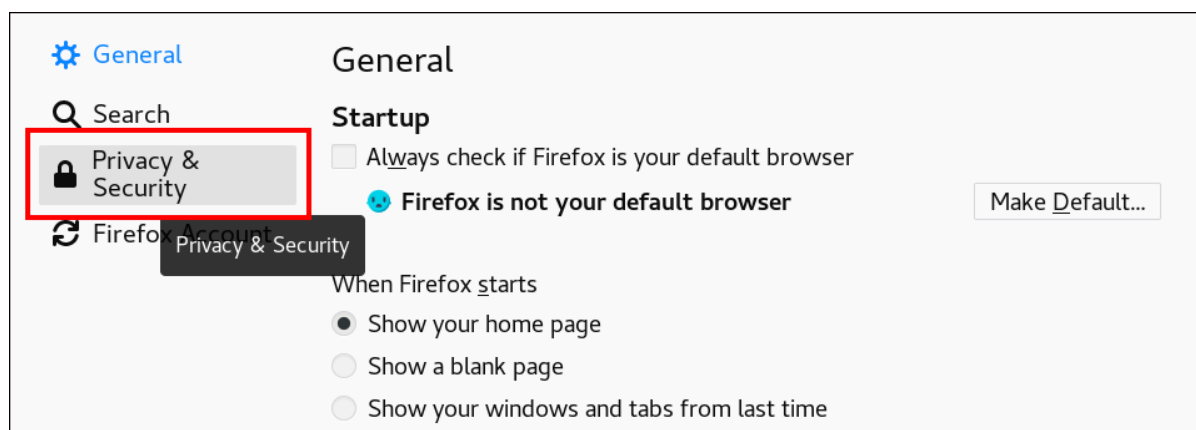 General
Search
Privacy &
Security
Firefox Account
Privacy & Security
General
Startup
Always check if Firefox is your default browser
Firefox is not your default browser
Make Default...
When Firefox starts
Show your home page
Show a blank page
Show your windows and tabs from last time